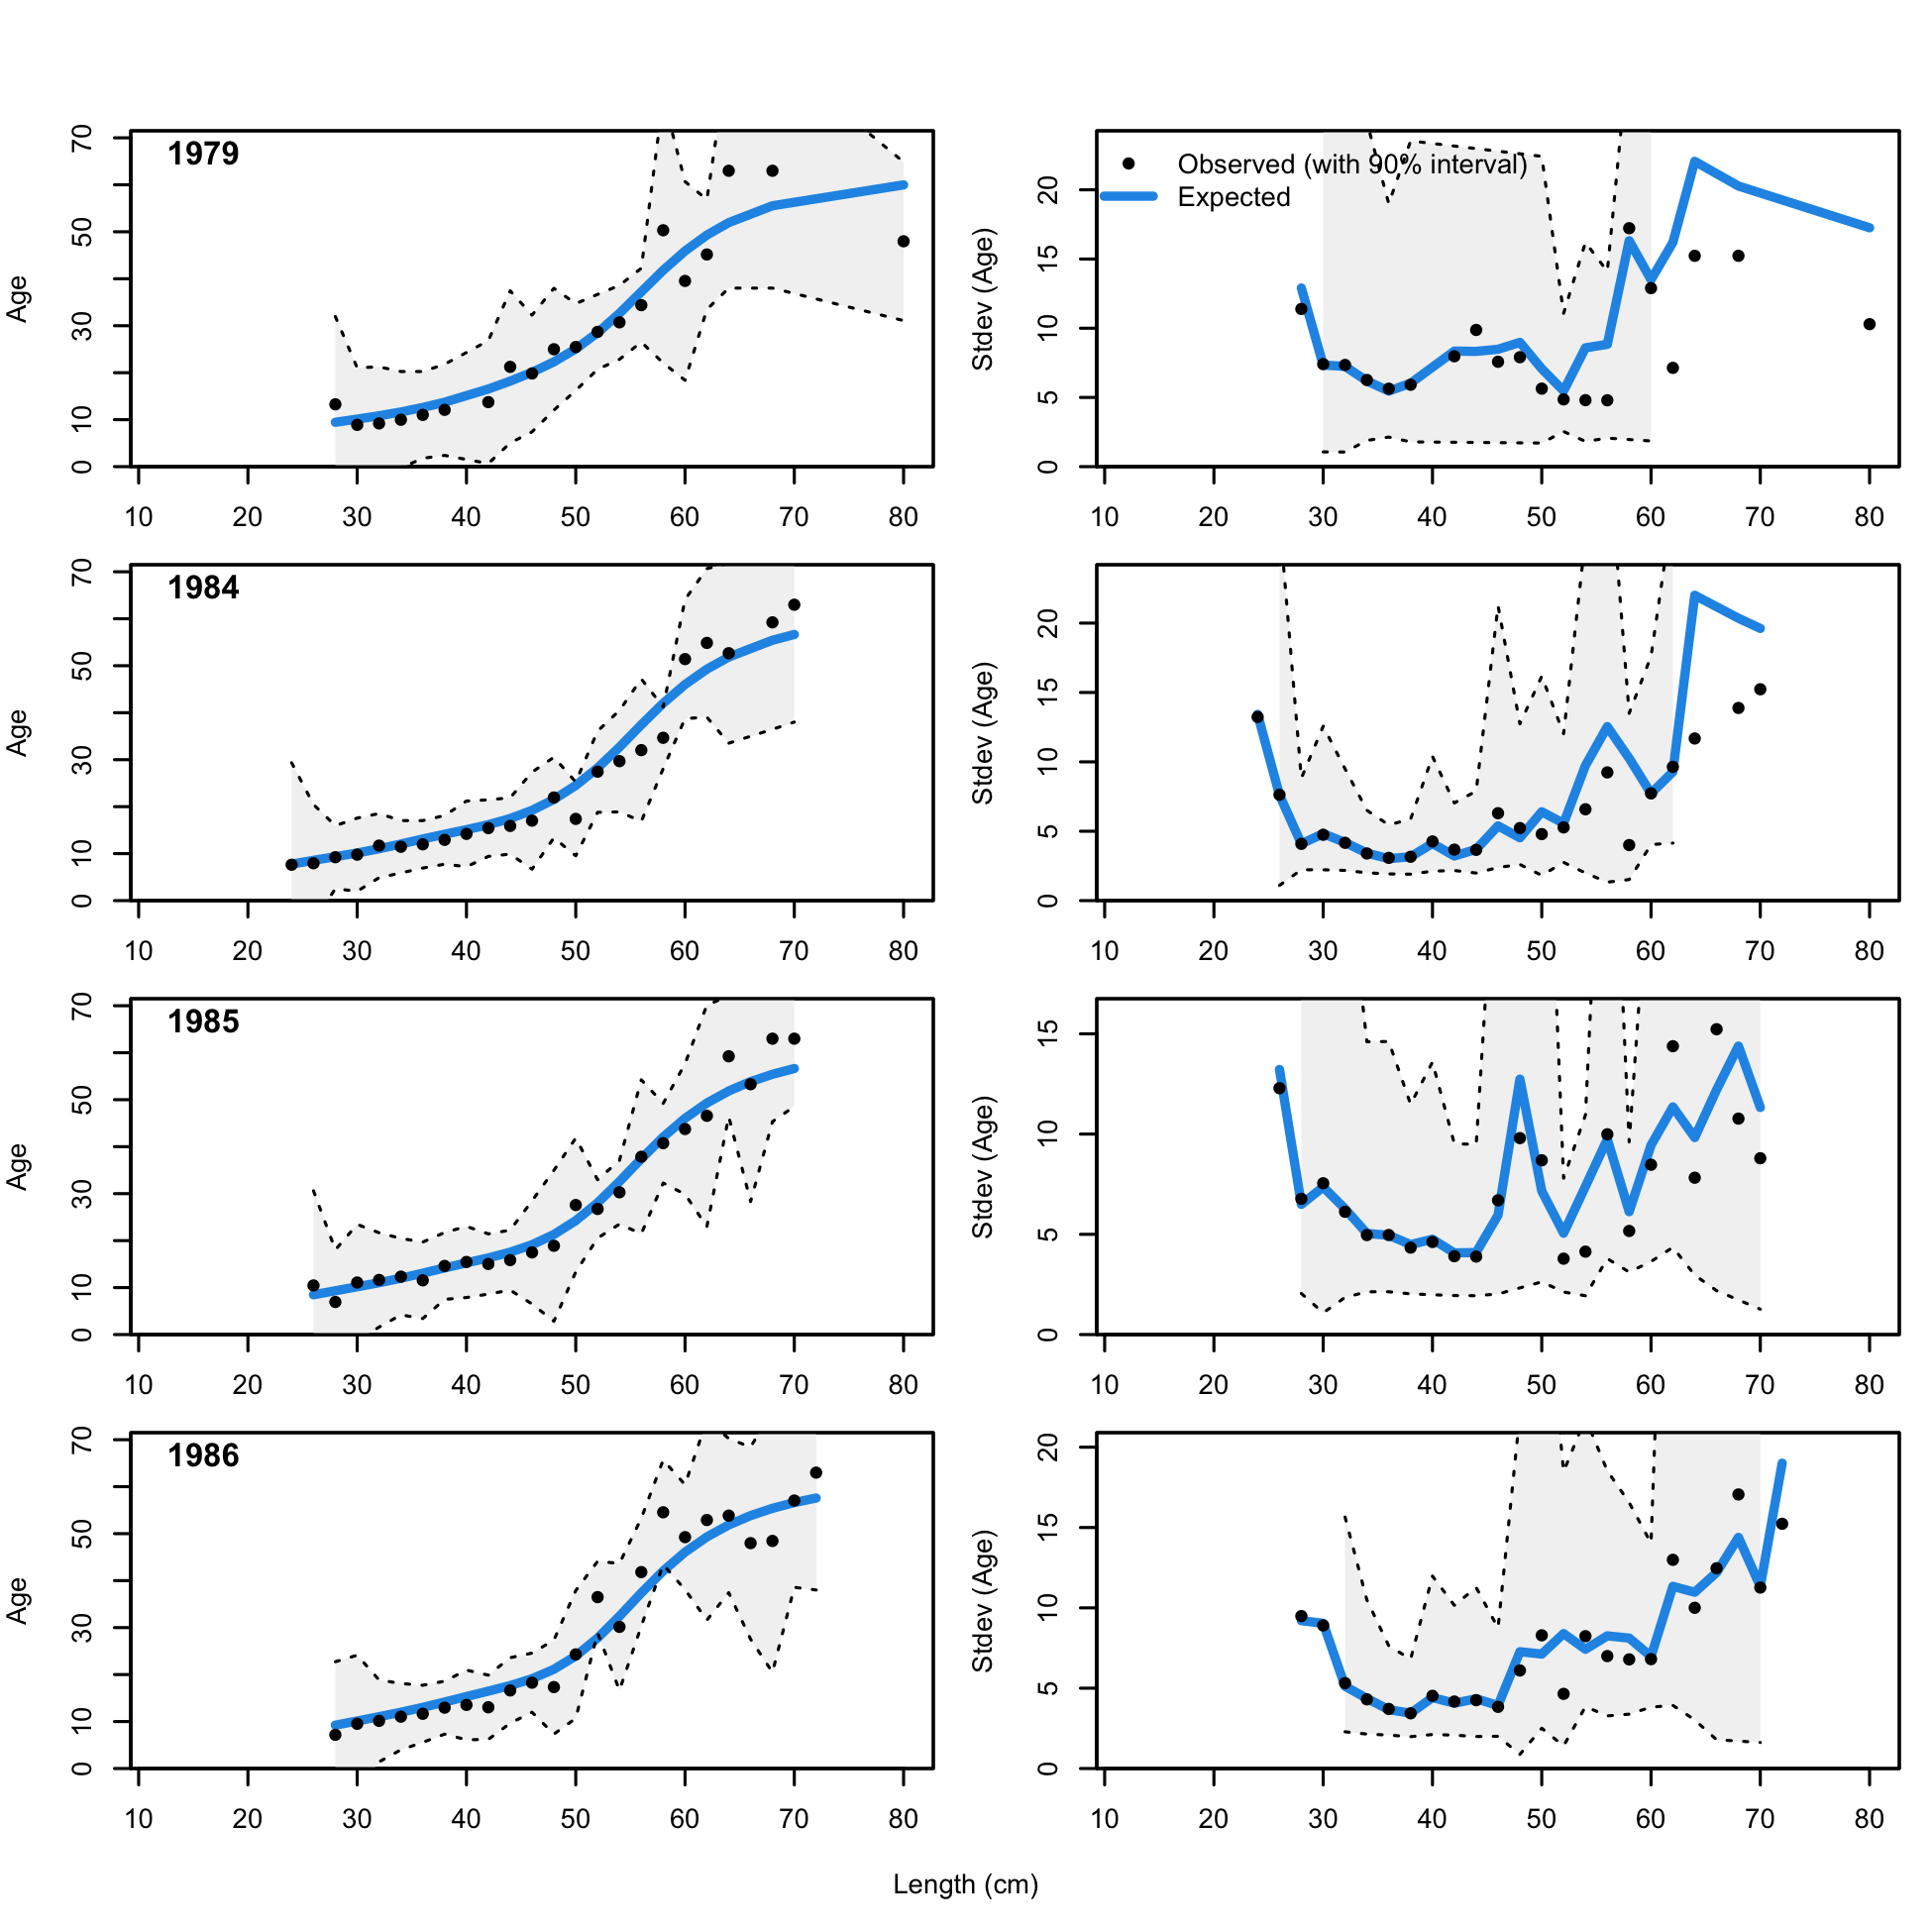 1979
Age
0 10 30 50 70
10 20 30 40 50 60 70 80
Observed (with 90% interval)
Expected
Stdev (Age)
0 5 10 15 20
10 20 30 40 50 60 70 80
1984
Age
0 10 30 50 70
10 20 30 40 50 60 70 80
Stdev (Age)
0 5 10 15 20
10 20 30 40 50 60 70 80
1985
Age
0 10 30 50 70
10 20 30 40 50 60 70 80
Stdev (Age)
0 5 10 15
10 20 30 40 50 60 70 80
1986
Age
0 10 30 50 70
10 20 30 40 50 60 70 80
Stdev (Age)
0 5 10 15 20
10 20 30 40 50 60 70 80
Length (cm)